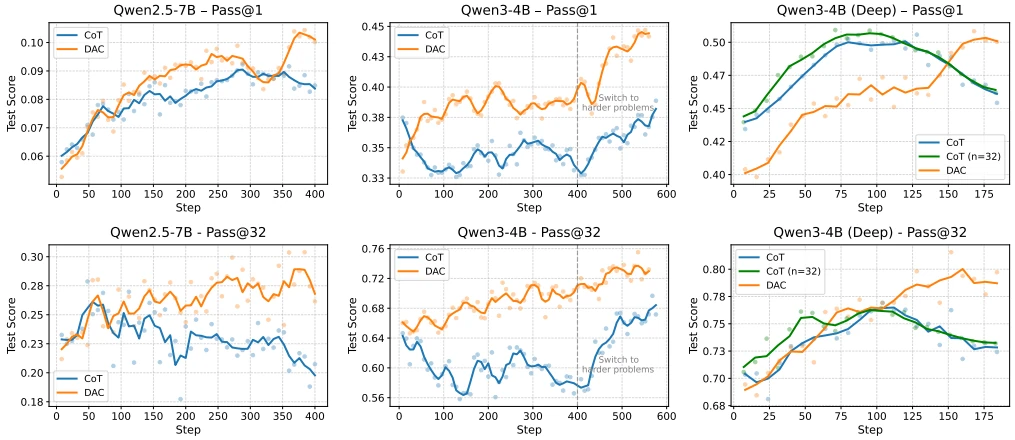 Qwen2.5-7B – Pass@1
Test Score
0.10
0.09
0.08
0.07
0.06
CoT
DAC
0 50 100 150 200 250 300 350 400
Step
Qwen3-4B – Pass@1
Test Score
0.45
0.42
0.40
0.38
0.35
0.33
CoT
DAC
Switch to
harder problems
0 100 200 300 400 500 600
Step
Qwen3-4B (Deep) – Pass@1
Test Score
0.50
0.47
0.45
0.42
0.40
CoT
CoT (n=32)
DAC
0 25 50 75 100 125 150 175
Step
Qwen2.5-7B - Pass@32
Test Score
0.30
0.28
0.25
0.23
0.20
0.18
CoT
DAC
0 50 100 150 200 250 300 350 400
Step
Qwen3-4B - Pass@32
Test Score
0.76
0.72
0.68
0.64
0.60
0.56
CoT
DAC
Switch to
harder problems
0 100 200 300 400 500 600
Step
Qwen3-4B (Deep) - Pass@32
Test Score
0.80
0.78
0.75
0.73
0.70
0.68
CoT
CoT (n=32)
DAC
0 25 50 75 100 125 150 175
Step